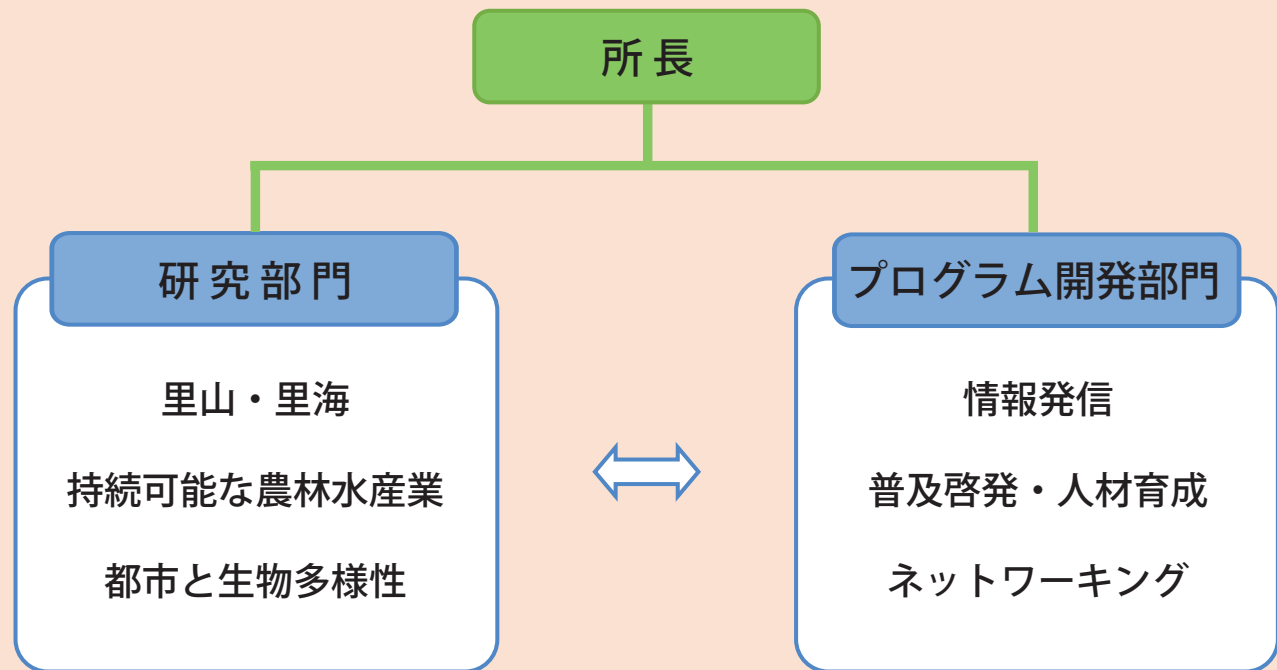 所長
研究部門
里山・里海
持続可能な農林水産業
都市と生物多様性
プログラム開発部門
情報発信
普及啓発・人材育成
ネットワーキング